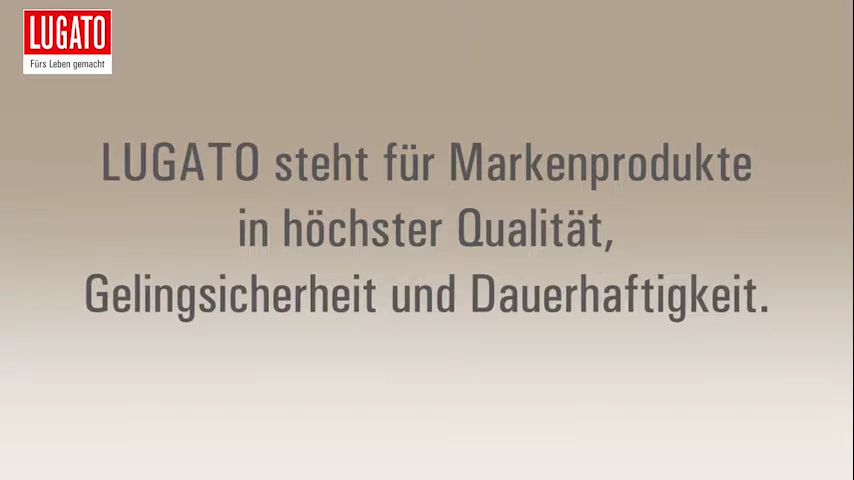 LUGATO
Fürs Leben gemacht
LUGATO steht für Markenprodukte
in höchster Qualität,
Gelingsicherheit und Dauerhaftigkeit.